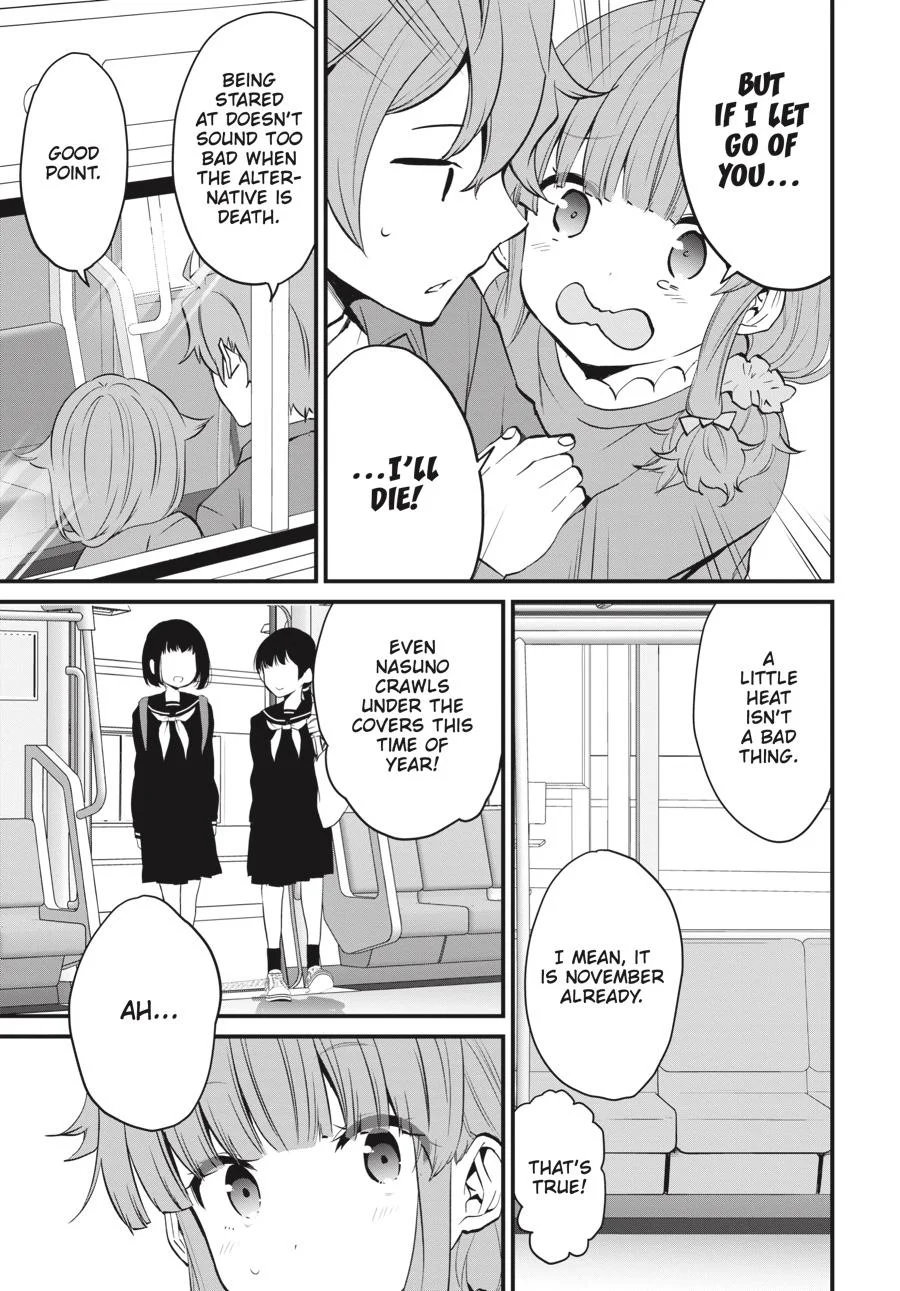 BUT
IF I LET
GO OF
YOU...
...I'LL
DIE!
BEING
STARED
AT DOESN'T
SOUND TOO
BAD WHEN
THE ALTER-
NATIVE IS
DEATH.
GOOD
POINT.
A
LITTLE
HEAT
ISN'T
A BAD
THING.
I MEAN, IT
IS NOVEMBER
ALREADY.
THAT'S
TRUE!
EVEN
NASUNO
CRAWLS
UNDER THE
COVERS THIS
TIME OF
YEAR!
AH...